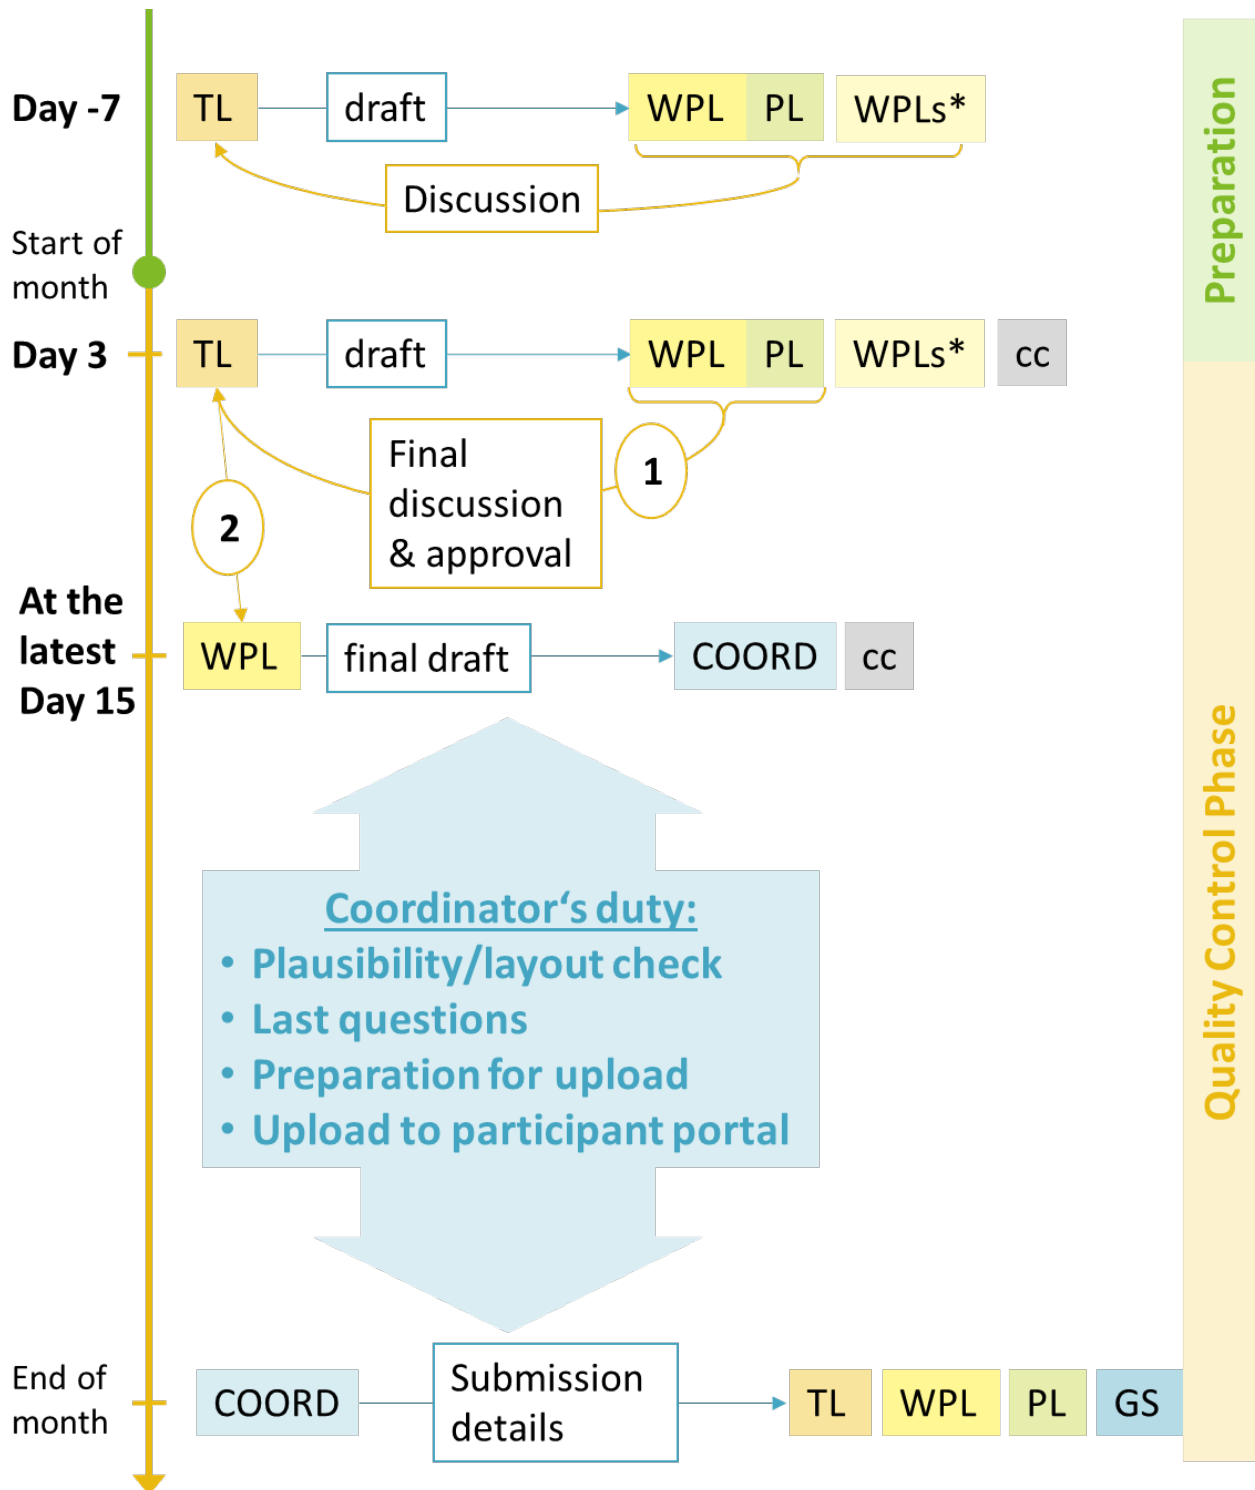 Day -7
TL
draft
WPL
PL
WPLs*
Discussion
Preparation
Start of
month
Day 3
TL
draft
WPL
PL
WPLs*
cc
Final
discussion
& approval
1
2
At the
latest
Day 15
WPL
final draft
COORD
cc
Quality Control Phase
Coordinator‘s duty:
• Plausibility/layout check
• Last questions
• Preparation for upload
• Upload to participant portal
End of
month
COORD
Submission
details
TL
WPL
PL
GS